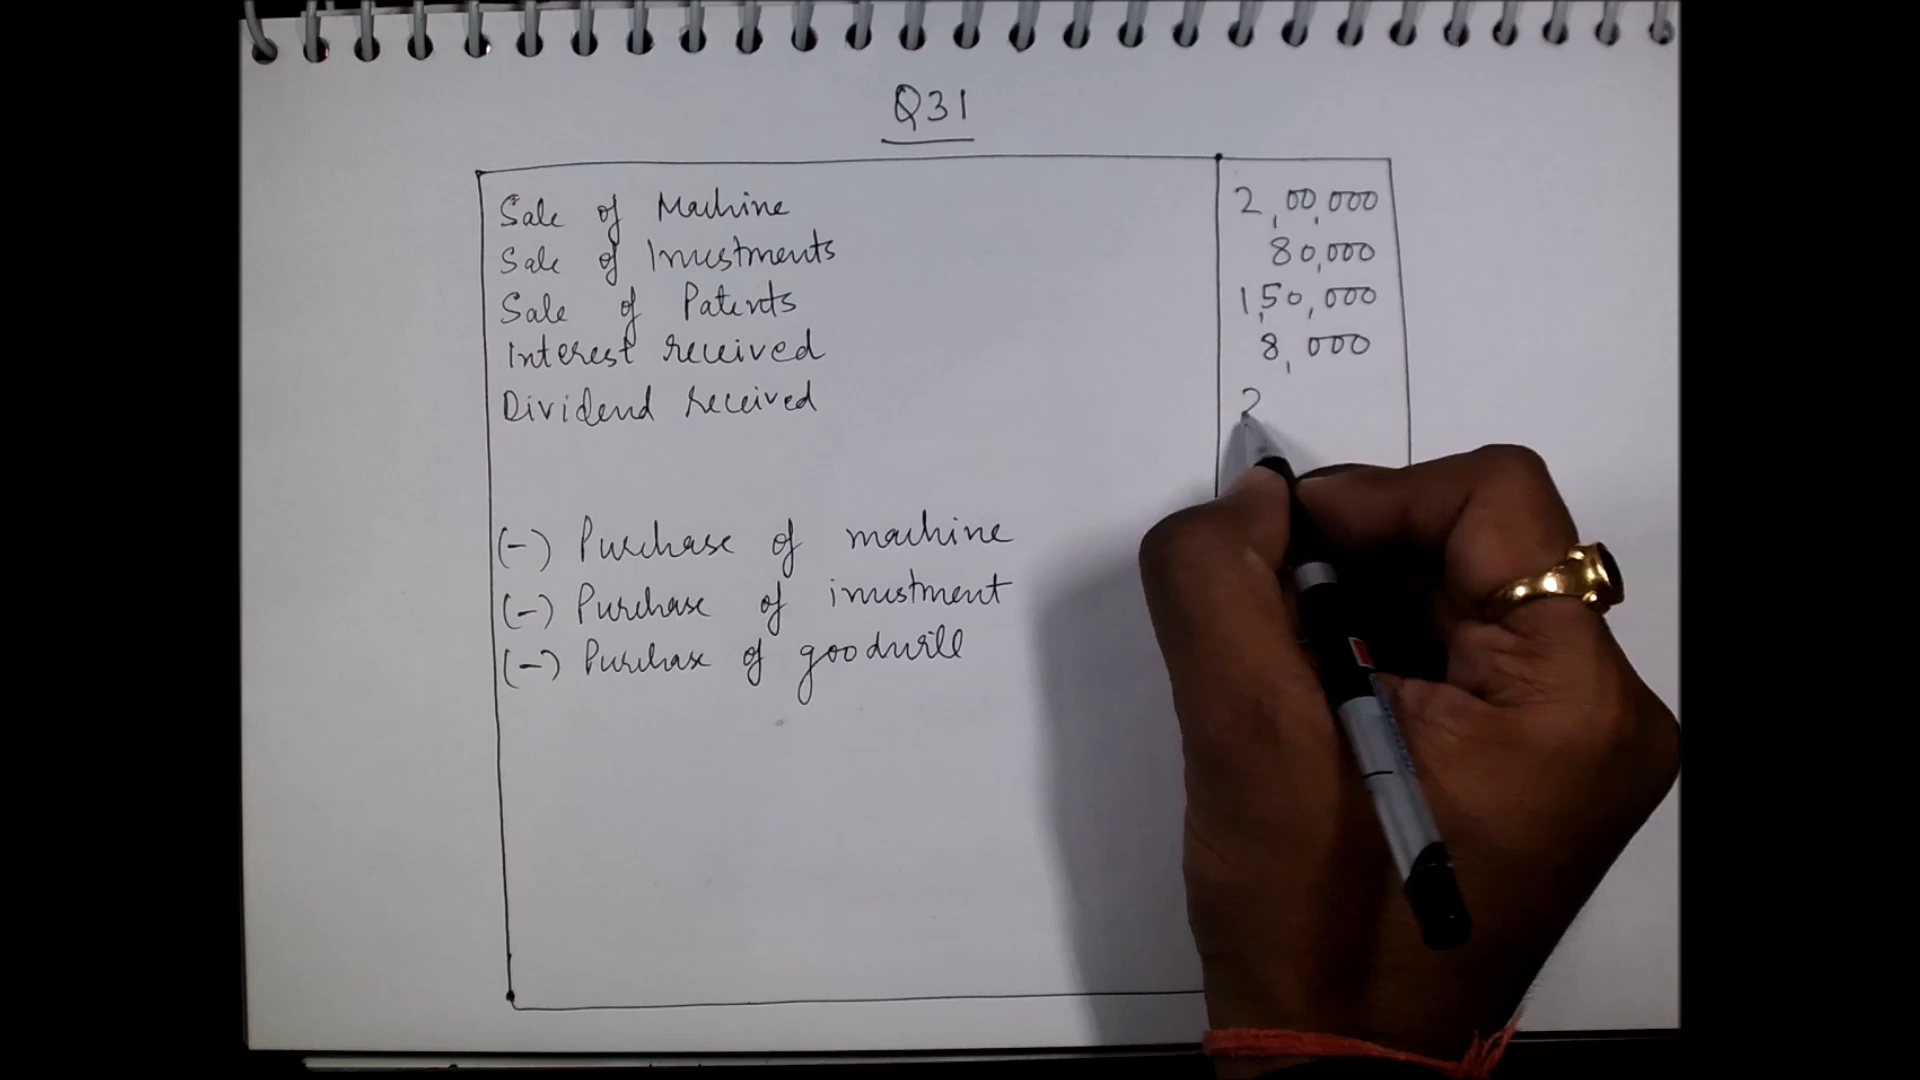 Q31
Sale of Machine 2,00,000
Sale of Investments 80,000
Sale of Patents 1,50,000
Interest received 8,000
Dividend received 2
(-) Purchase of machine
(-) Purchase of investment
(-) Purchase of goodwill